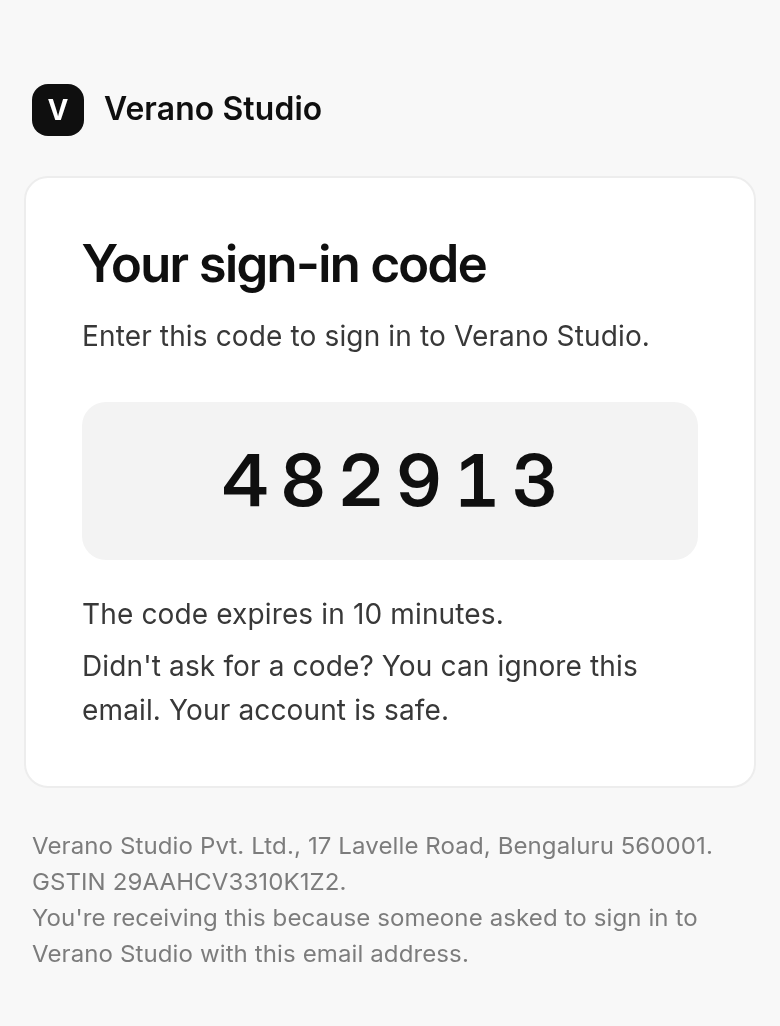 V
Verano Studio
Your sign-in code
Enter this code to sign in to Verano Studio.
482913
The code expires in 10 minutes.
Didn't ask for a code? You can ignore this
email. Your account is safe.
Verano Studio Pvt. Ltd., 17 Lavelle Road, Bengaluru 560001.
GSTIN 29AAHCV3310K1Z2.
You're receiving this because someone asked to sign in to
Verano Studio with this email address.